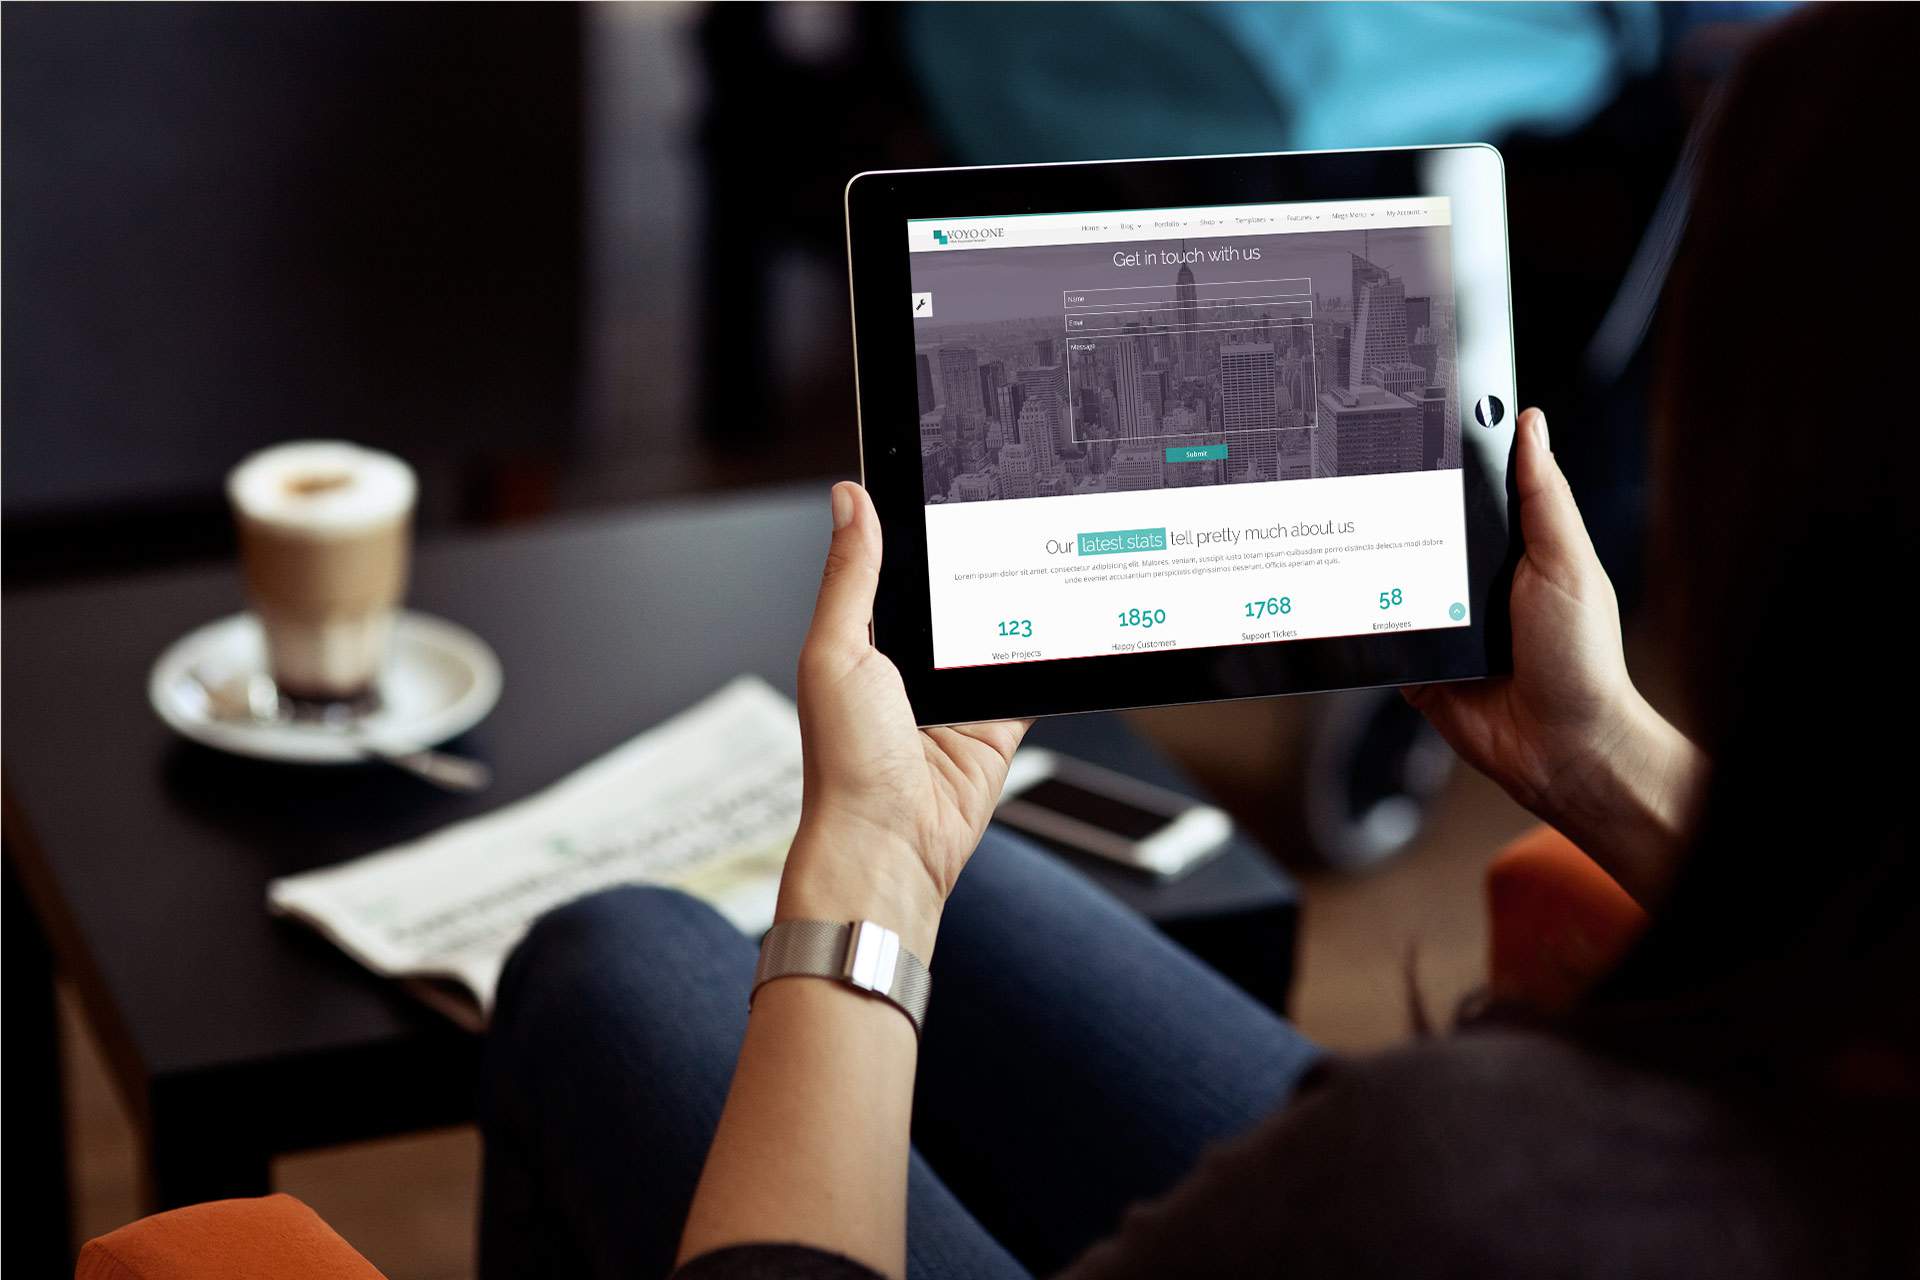 VOYO ONE
Home Blog Portfolio Shop Templates Features Mega Menu My Account
Get in touch with us
Name
Email
Message
Submit
Our latest stats tell pretty much about us
Lorem ipsum dolor sit amet, consectetur adipisicing elit. Maiores, veniam, suscipit iusto totam ipsam quibusdam porro distinctio delectus modi dolore
unde eveniet accusantium perspiciatis dignissimos deserunt. Officiis aperiam at quis.
123 1850 1768 58
Web Projects Happy Customers Support Tickets Employees